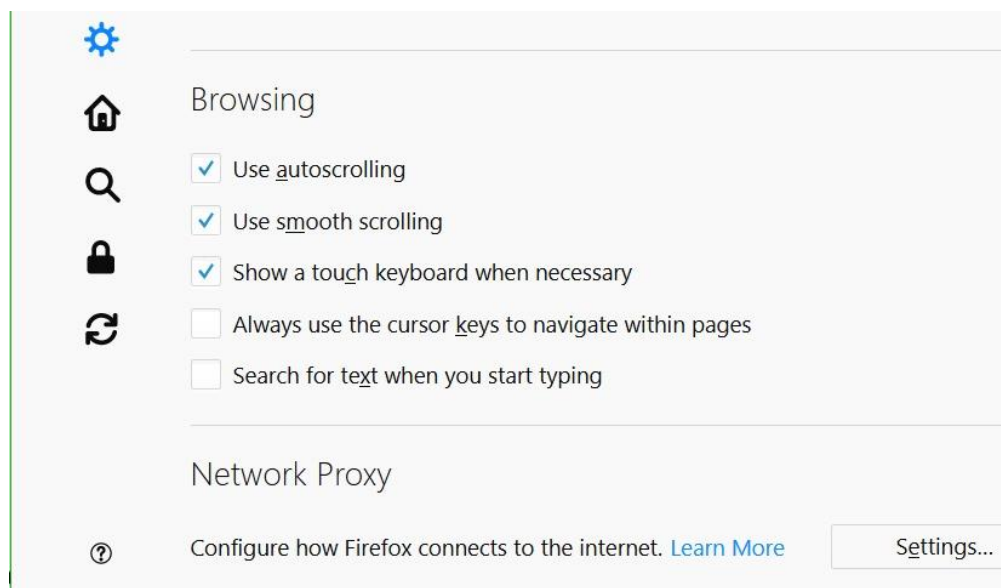 Browsing
Use autoscrolling
Use smooth scrolling
Show a touch keyboard when necessary
Always use the cursor keys to navigate within pages
Search for text when you start typing
Network Proxy
Configure how Firefox connects to the internet. Learn More Settings...